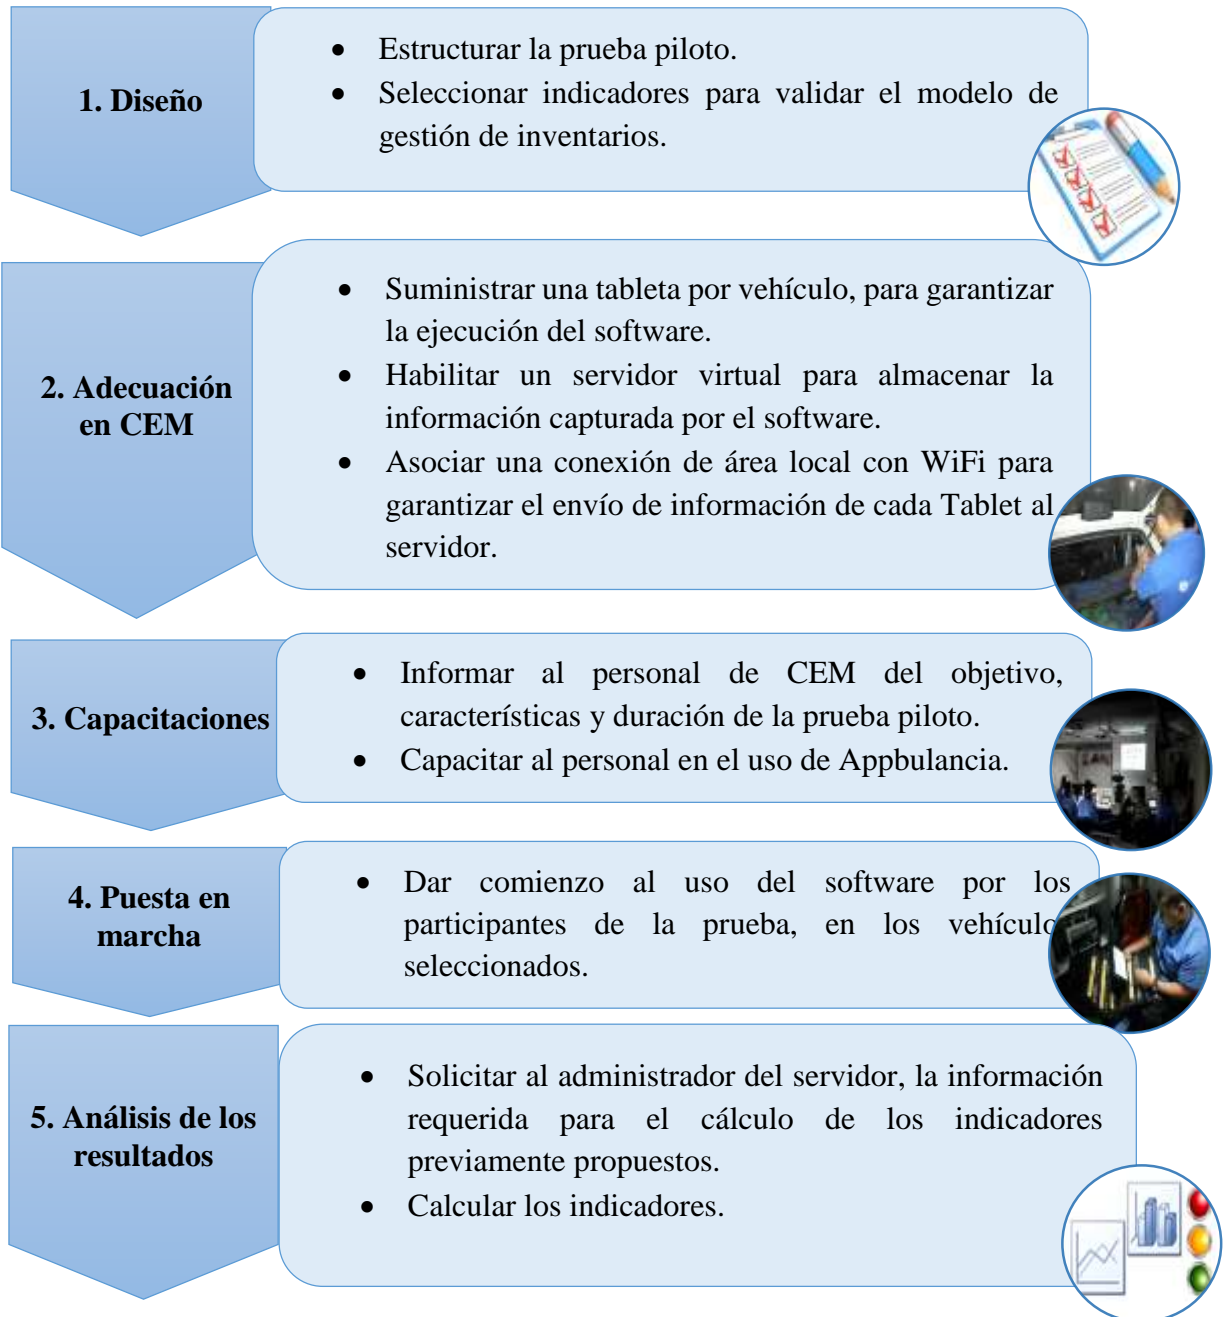 1. Diseño
• Estructurar la prueba piloto.
• Seleccionar indicadores para validar el modelo de
gestión de inventarios.
2. Adecuación
en CEM
• Suministrar una tableta por vehículo, para garantizar
la ejecución del software.
• Habilitar un servidor virtual para almacenar la
información capturada por el software.
• Asociar una conexión de área local con WiFi para
garantizar el envío de información de cada Tablet al
servidor.
3. Capacitaciones
• Informar al personal de CEM del objetivo,
características y duración de la prueba piloto.
• Capacitar al personal en el uso de Appbulancia.
4. Puesta en
marcha
• Dar comienzo al uso del software por los
participantes de la prueba, en los vehículo
seleccionados.
5. Análisis de los
resultados
• Solicitar al administrador del servidor, la información
requerida para el cálculo de los indicadores
previamente propuestos.
• Calcular los indicadores.